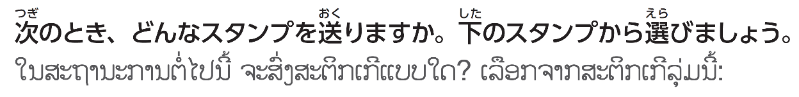 次のとき、どんなスタンプを送りますか。下のスタンプから選びましょう。
ໃນສະຖານະການຕໍ່ໄປນີ້ ຈະສົ່ງສະຕິກເກີແບບໃດ? ເລືອກຈາກສະຕິກເກີລຸ່ມນີ້: